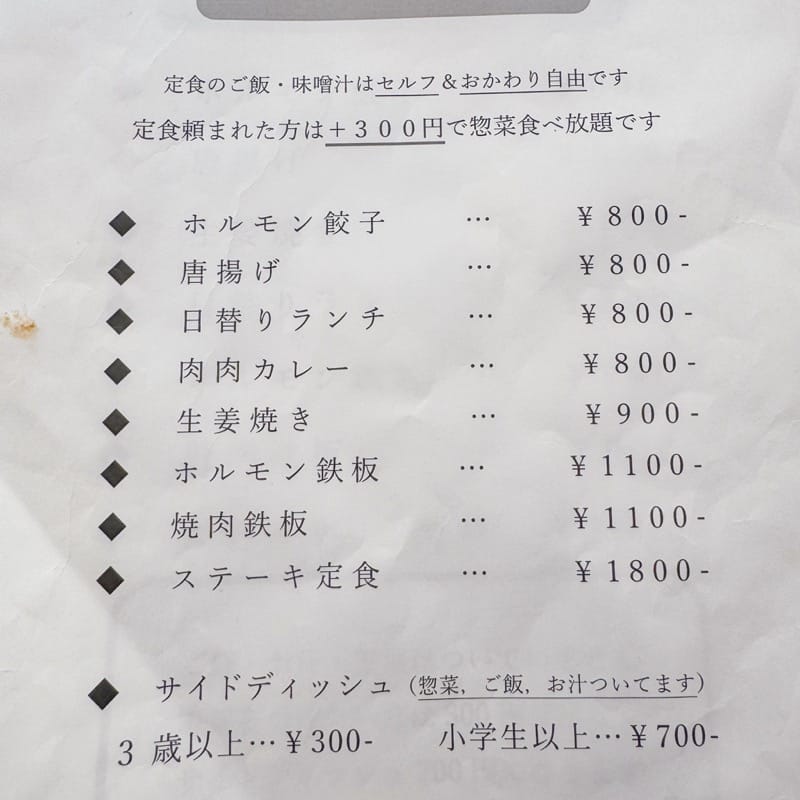 定食のご飯・味噌汁はセルフ＆おかわり自由です
定食頼まれた方は＋３００円で惣菜食べ放題です
◆ ホルモン餃子 … ¥800-
◆ 唐揚げ … ¥800-
◆ 日替りランチ … ¥800-
◆ 肉肉カレー … ¥800-
◆ 生姜焼き … ¥900-
◆ ホルモン鉄板 … ¥1100-
◆ 焼肉鉄板 … ¥1100-
◆ ステーキ定食 … ¥1800-
◆ サイドディッシュ（惣菜，ご飯，お汁ついてます）
3 歳以上…¥300- 小学生以上…¥700-